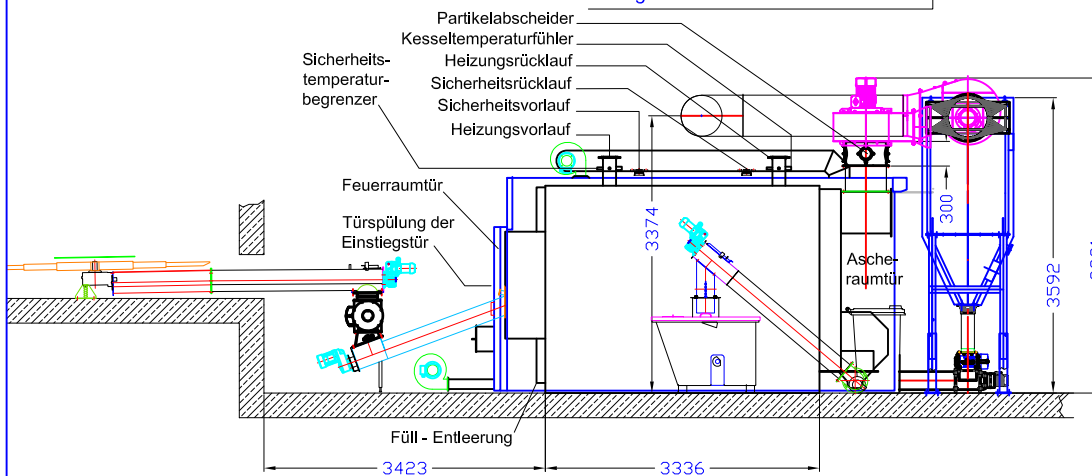 Partikelabscheider
Kesseltemperaturfühler
Heizungsrücklauf
Sicherheitsrücklauf
Sicherheitsvorlauf
Heizungsvorlauf
Sicherheits-
temperatur-
begrenzer
Feuerraumtür
Türspülung der
Einstiegstür
Füll - Entleerung
Asche-
raumtür
3374
300
3592
3423
3336